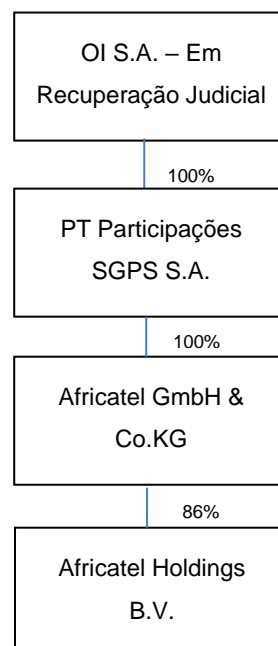 OI S.A. – Em
Recuperação Judicial
100%
PT Participações
SGPS S.A.
100%
Africatel GmbH &
Co.KG
86%
Africatel Holdings
B.V.